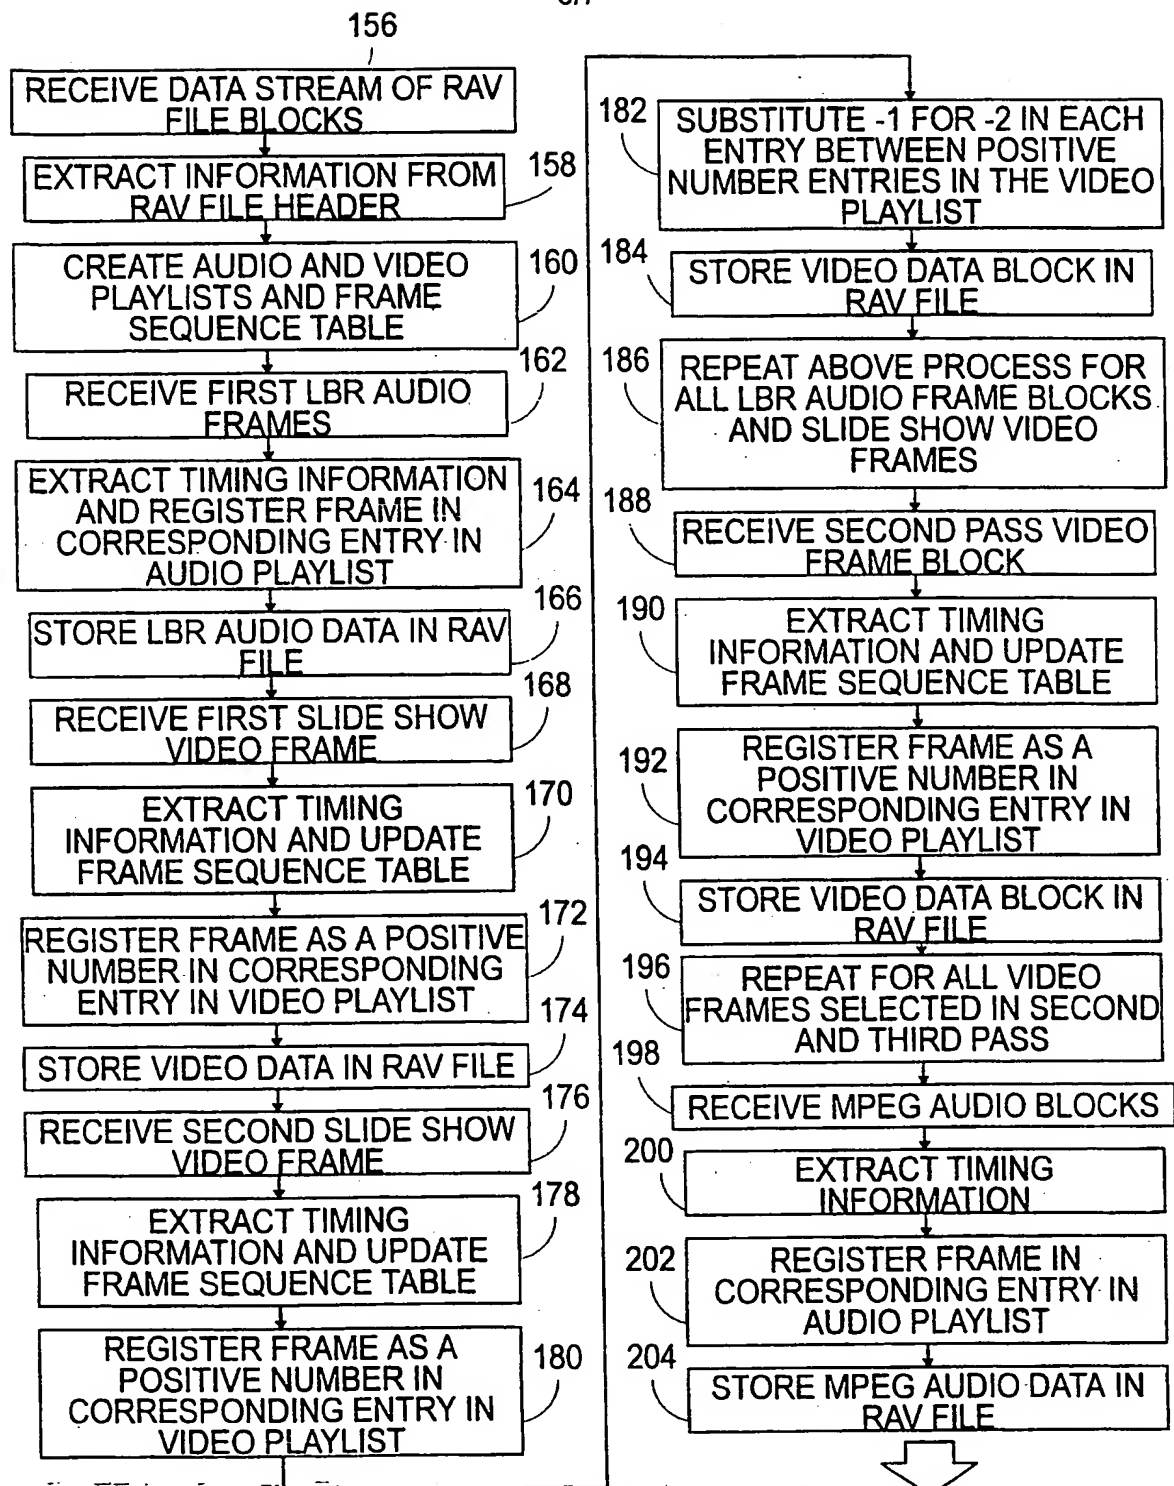 156
RECEIVE DATA STREAM OF RAV
FILE BLOCKS
158
EXTRACT INFORMATION FROM
RAV FILE HEADER
160
CREATE AUDIO AND VIDEO
PLAYLISTS AND FRAME
SEQUENCE TABLE
162
RECEIVE FIRST LBR AUDIO
FRAMES
164
EXTRACT TIMING INFORMATION
AND REGISTER FRAME IN
CORRESPONDING ENTRY IN
AUDIO PLAYLIST
166
STORE LBR AUDIO DATA IN RAV
FILE
168
RECEIVE FIRST SLIDE SHOW
VIDEO FRAME
170
EXTRACT TIMING
INFORMATION AND UPDATE
FRAME SEQUENCE TABLE
172
REGISTER FRAME AS A POSITIVE
NUMBER IN CORRESPONDING
ENTRY IN VIDEO PLAYLIST
174
STORE VIDEO DATA IN RAV FILE
176
RECEIVE SECOND SLIDE SHOW
VIDEO FRAME
178
EXTRACT TIMING
INFORMATION AND UPDATE
FRAME SEQUENCE TABLE
180
REGISTER FRAME AS A
POSITIVE NUMBER IN
CORRESPONDING ENTRY IN
VIDEO PLAYLIST
182
SUBSTITUTE -1 FOR -2 IN EACH
ENTRY BETWEEN POSITIVE
NUMBER ENTRIES IN THE VIDEO
PLAYLIST
184
STORE VIDEO DATA BLOCK IN
RAV FILE
186
REPEAT ABOVE PROCESS FOR
ALL LBR AUDIO FRAME BLOCKS
AND SLIDE SHOW VIDEO
FRAMES
188
RECEIVE SECOND PASS VIDEO
FRAME BLOCK
190
EXTRACT TIMING
INFORMATION AND UPDATE
FRAME SEQUENCE TABLE
192
REGISTER FRAME AS A
POSITIVE NUMBER IN
CORRESPONDING ENTRY IN
VIDEO PLAYLIST
194
STORE VIDEO DATA BLOCK IN
RAV FILE
196
REPEAT FOR ALL VIDEO
FRAMES SELECTED IN SECOND
AND THIRD PASS
198
RECEIVE MPEG AUDIO BLOCKS
200
EXTRACT TIMING
INFORMATION
202
REGISTER FRAME IN
CORRESPONDING ENTRY IN
AUDIO PLAYLIST
204
STORE MPEG AUDIO DATA IN
RAV FILE